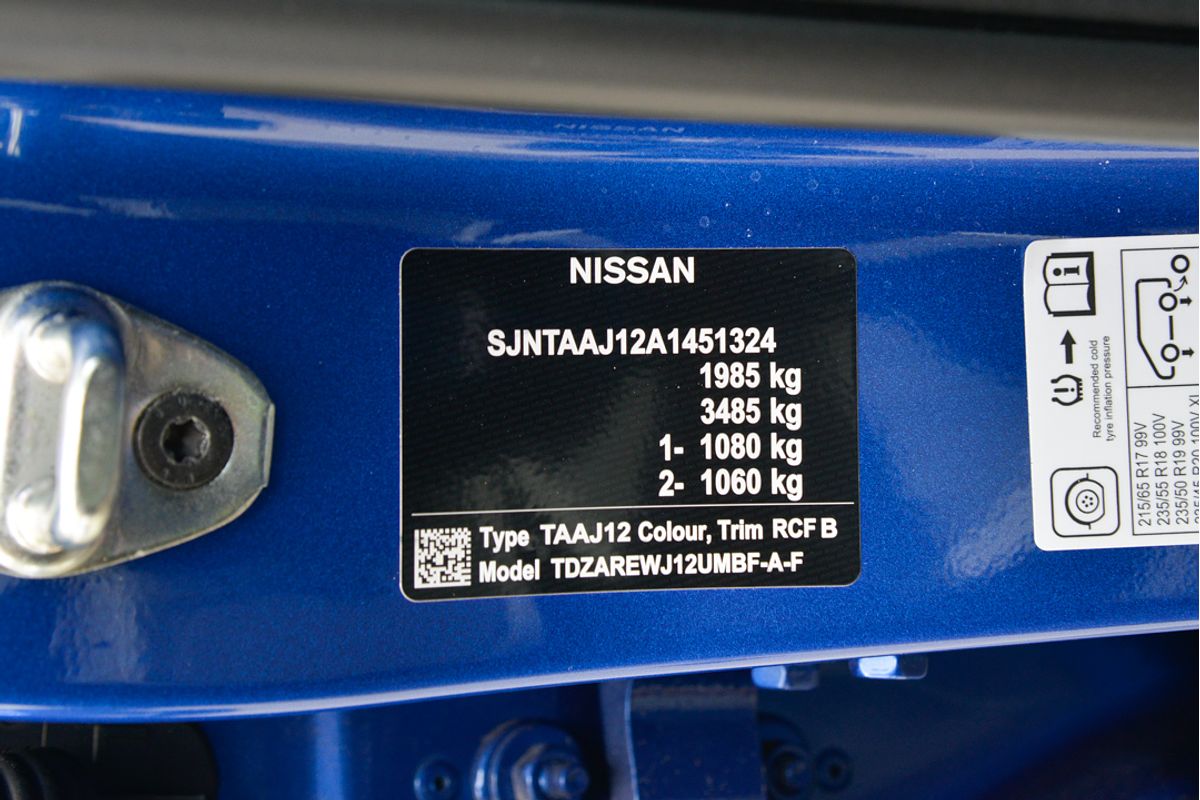 NISSAN
NISSAN
SJNTAAJ12A1451324
1985 kg
3485 kg
1- 1080 kg
2- 1060 kg
Type TAAJ12 Colour, Trim RCF B
Model TDZAREWJ12UMBF-A-F
Recommended cold
tyre inflation pressure
215/65 R17 99V
235/55 R18 100V
235/50 R19 99V